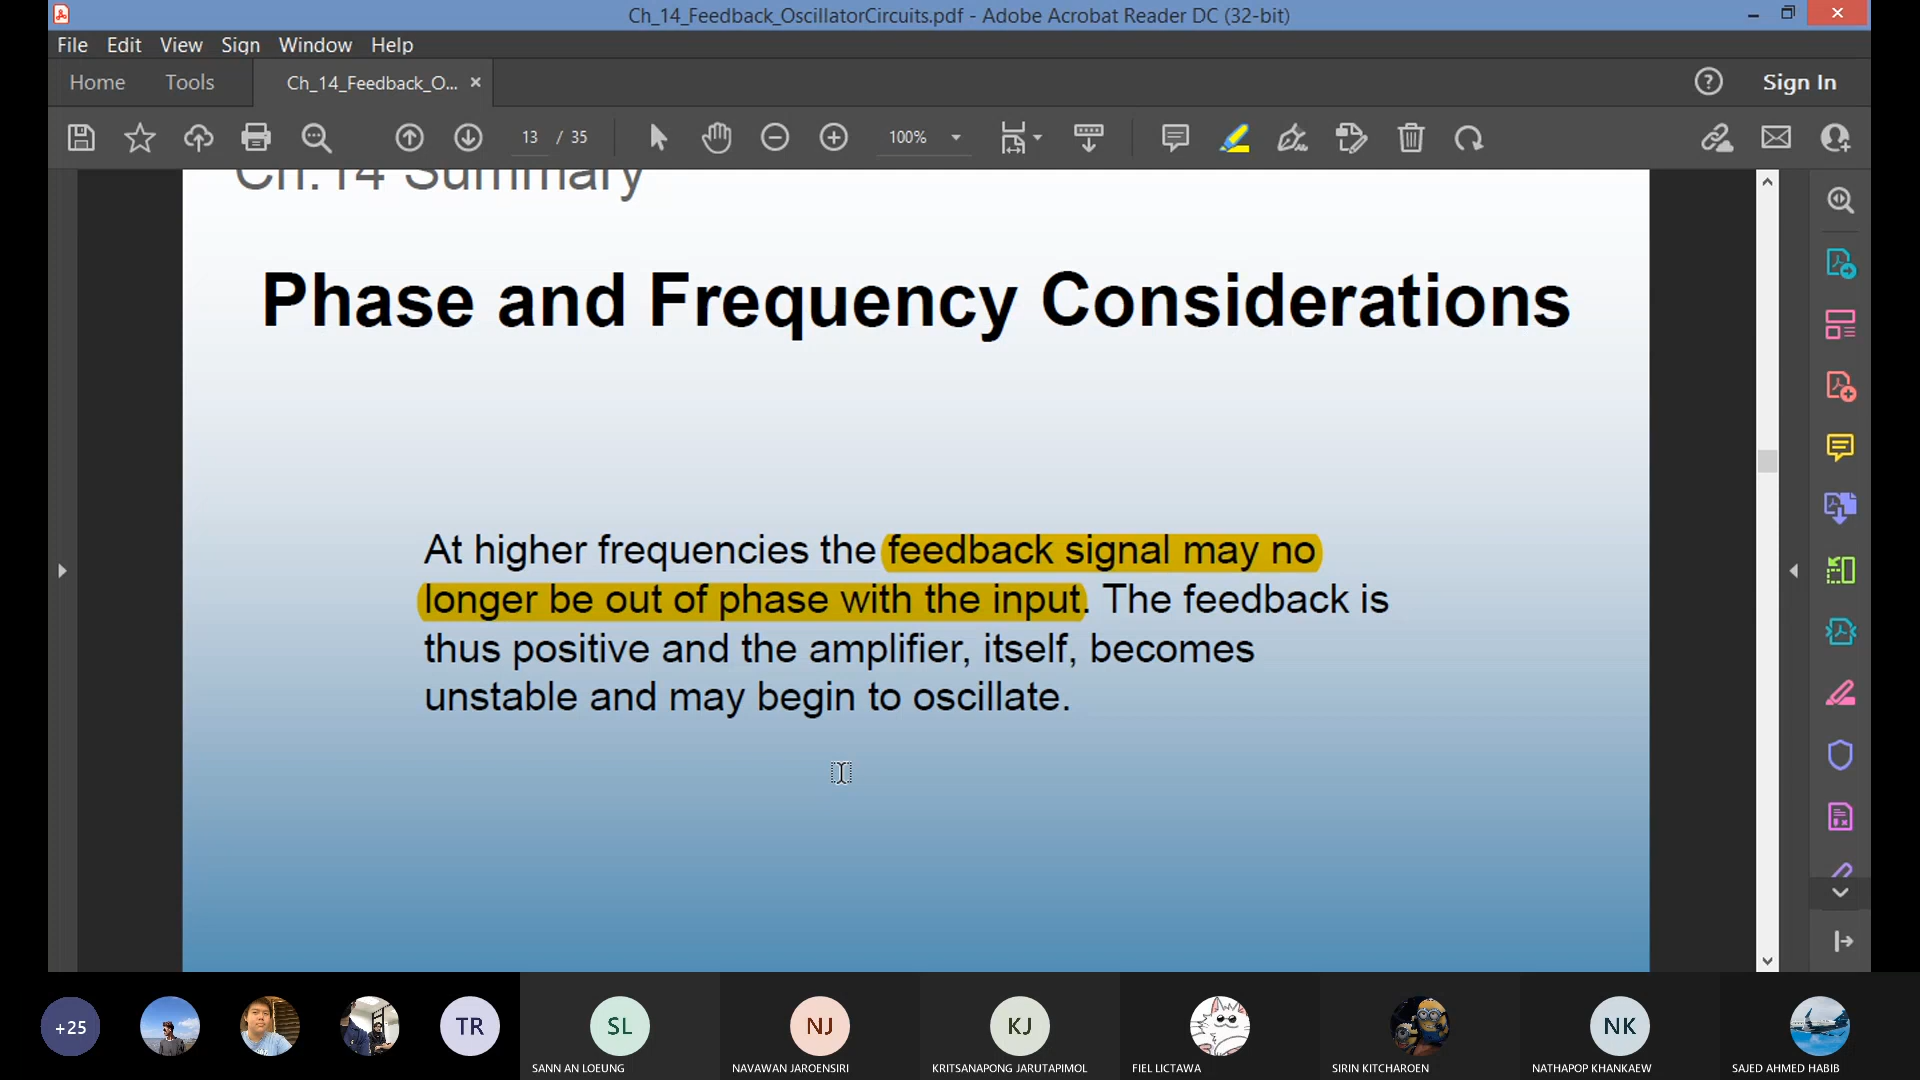 Ch_14_Feedback_OscillatorCircuits.pdf - Adobe Acrobat Reader DC (32-bit)
File Edit View Sign Window Help
Home Tools Ch_14_Feedback_O... × Sign In
13 / 35 100%
Ch.14 Summary
Phase and Frequency Considerations
At higher frequencies the feedback signal may no
longer be out of phase with the input. The feedback is
thus positive and the amplifier, itself, becomes
unstable and may begin to oscillate.
+25 TR SL NJ KJ NK
SANN AN LOEUNG NAVAWAN JAROENSIRI KRITSANAPONG JARUTAPIMOL FIEL LICTAWA SIRIN KITCHAROEN NATHAPOP KHANKAEW SAJED AHMED HABIB